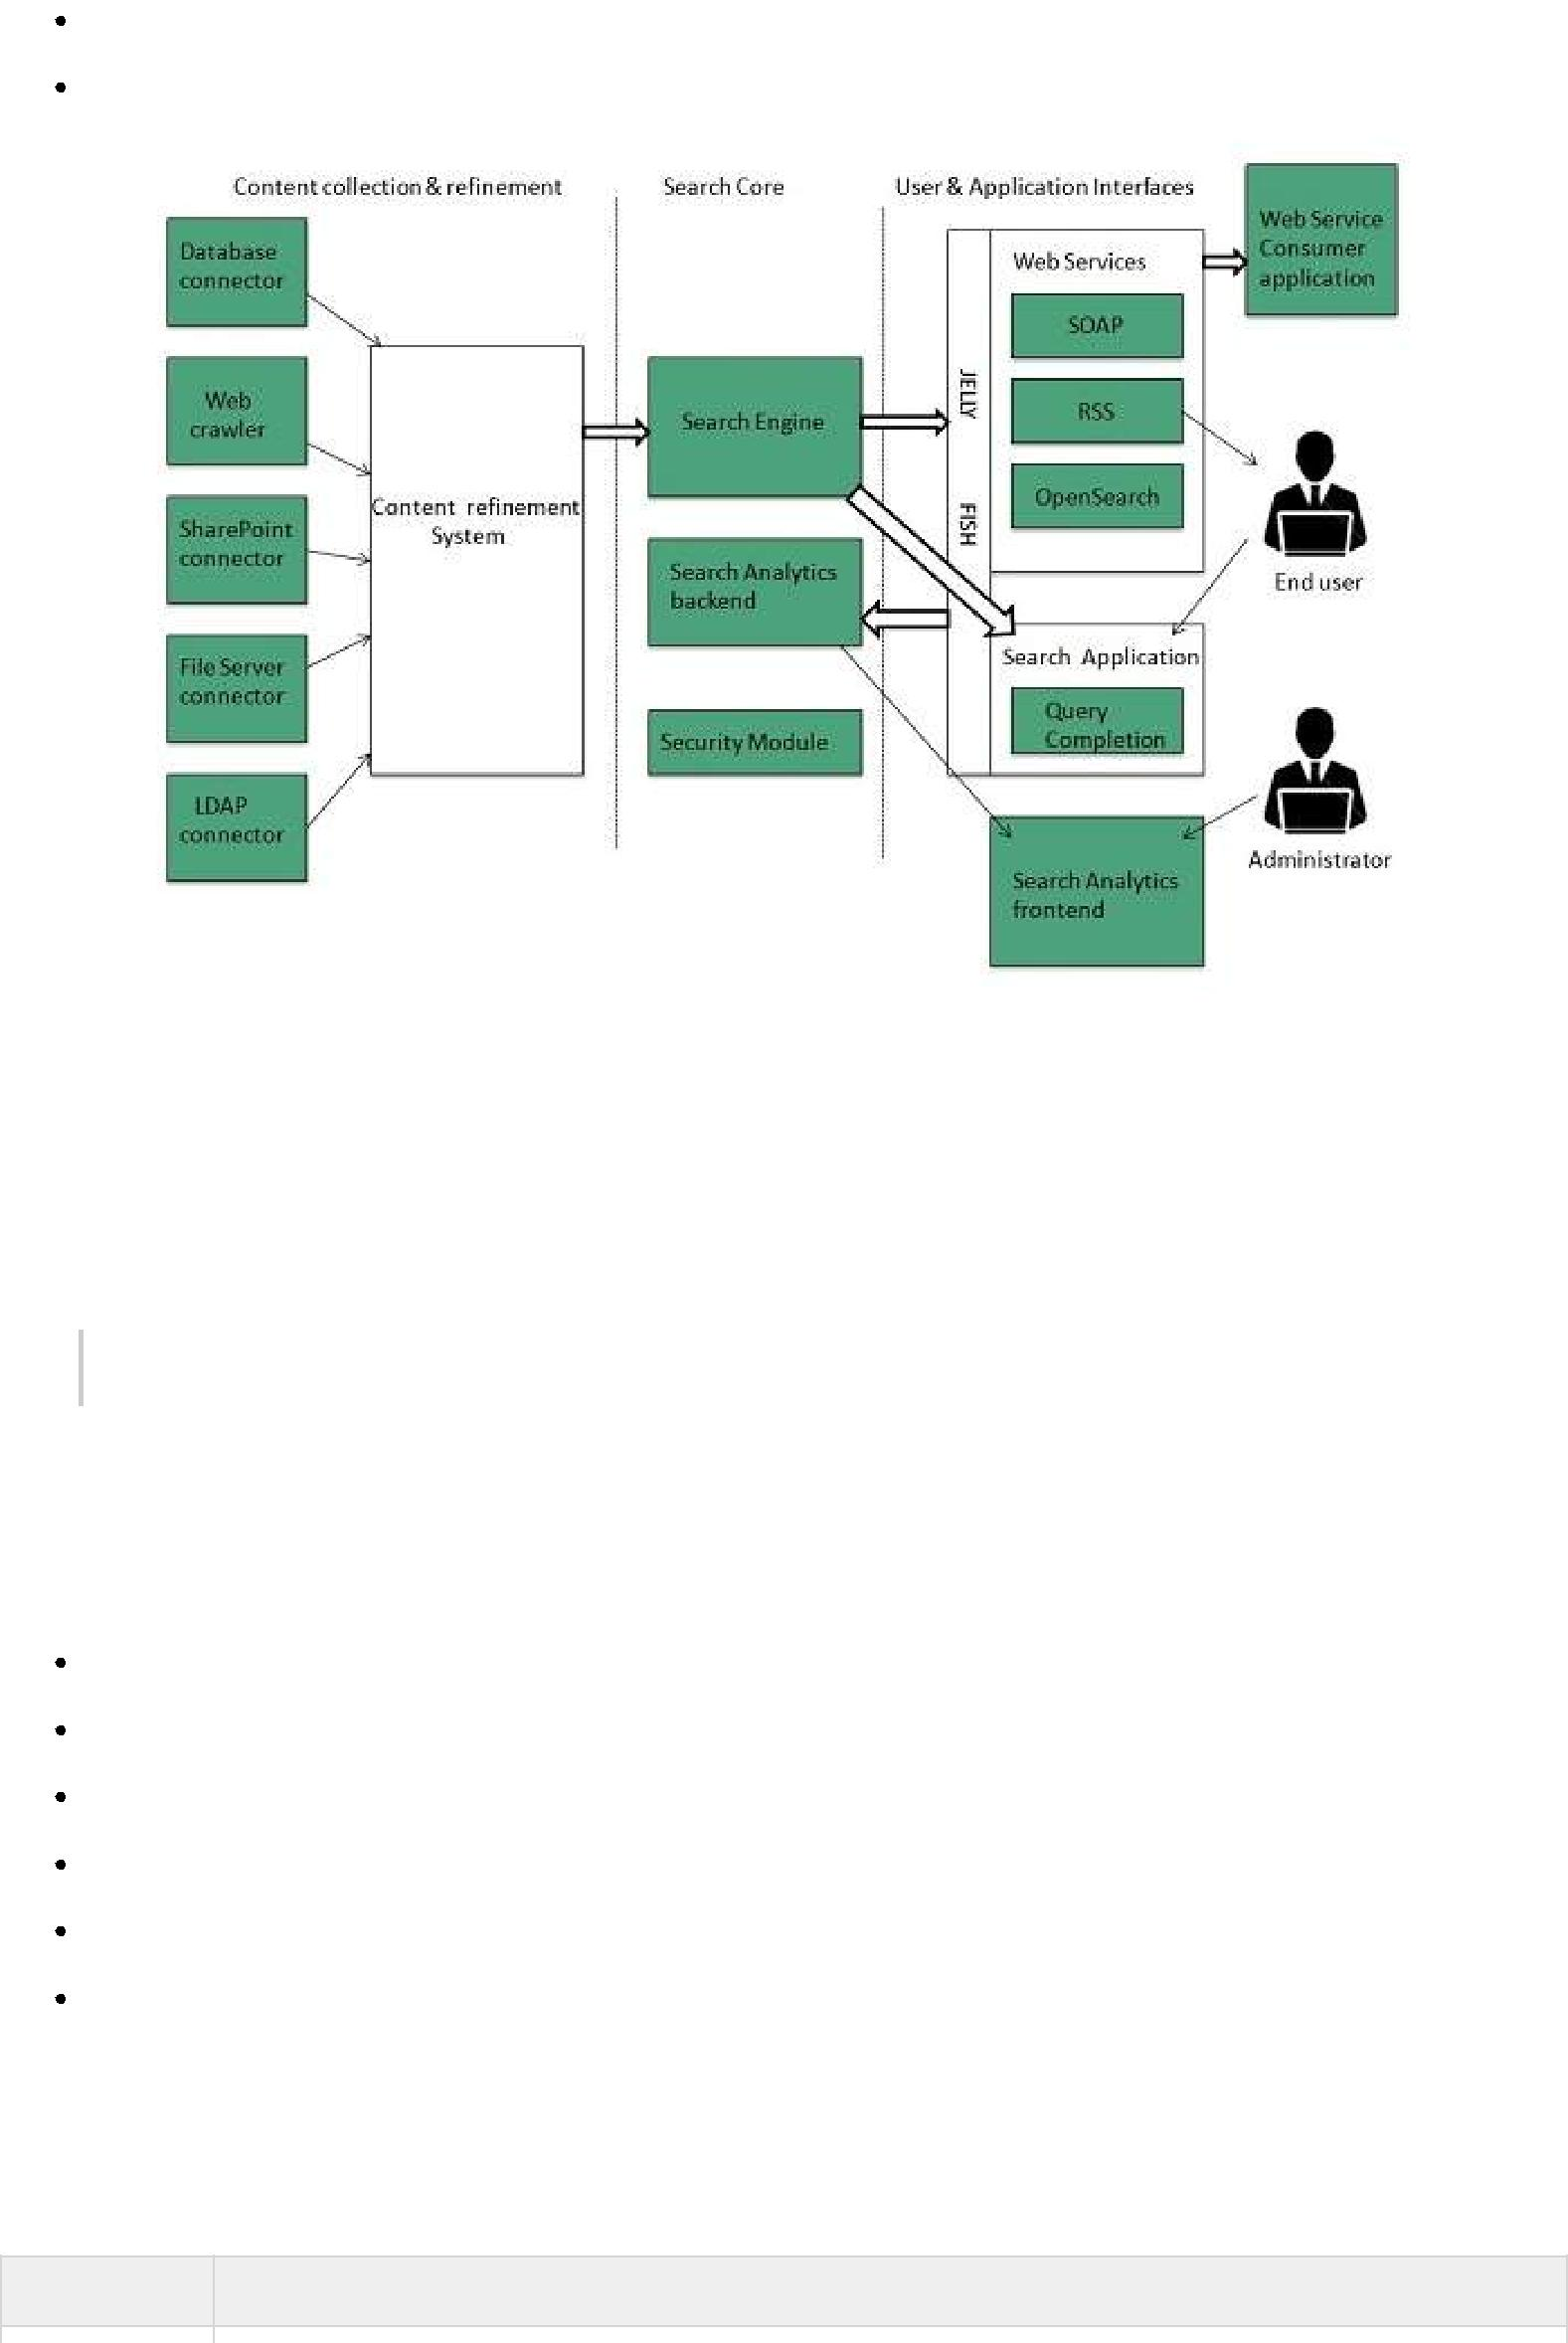 Content collection & refinement
Search Core
User & Application Interfaces
Database
connector
Web
crawler
SharePoint
connector
File Server
connector
LDAP
connector
Content refinement
System
Search Engine
Search Analytics
backend
Security Module
JELLY
FISH
Web Services
SOAP
RSS
OpenSearch
Search Application
Query
Completion
Search Analytics
frontend
Web Service
Consumer
application
End user
Administrator